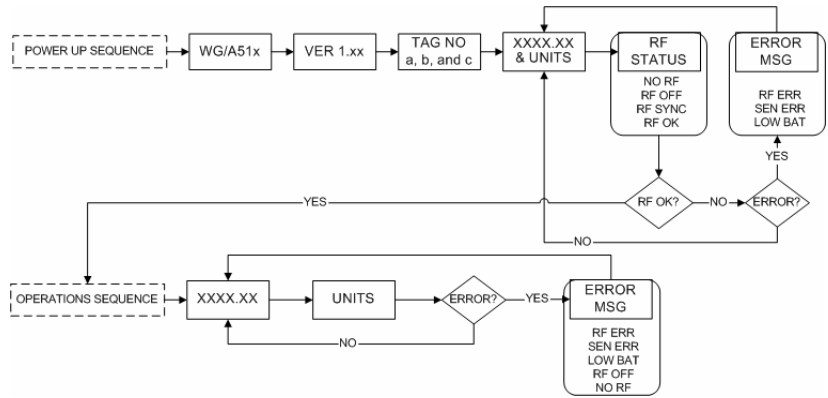 POWER UP SEQUENCE
WG/A51x
VER 1.xx
TAG NO
a, b, and c
XXXX.XX
& UNITS
RF
STATUS
NO RF
RF OFF
RF SYNC
RF OK
ERROR
MSG
RF ERR
SEN ERR
LOW BAT
YES
YES
RF OK?
NO
ERROR?
NO
OPERATIONS SEQUENCE
XXXX.XX
UNITS
ERROR?
YES
NO
ERROR
MSG
RF ERR
SEN ERR
LOW BAT
RF OFF
NO RF